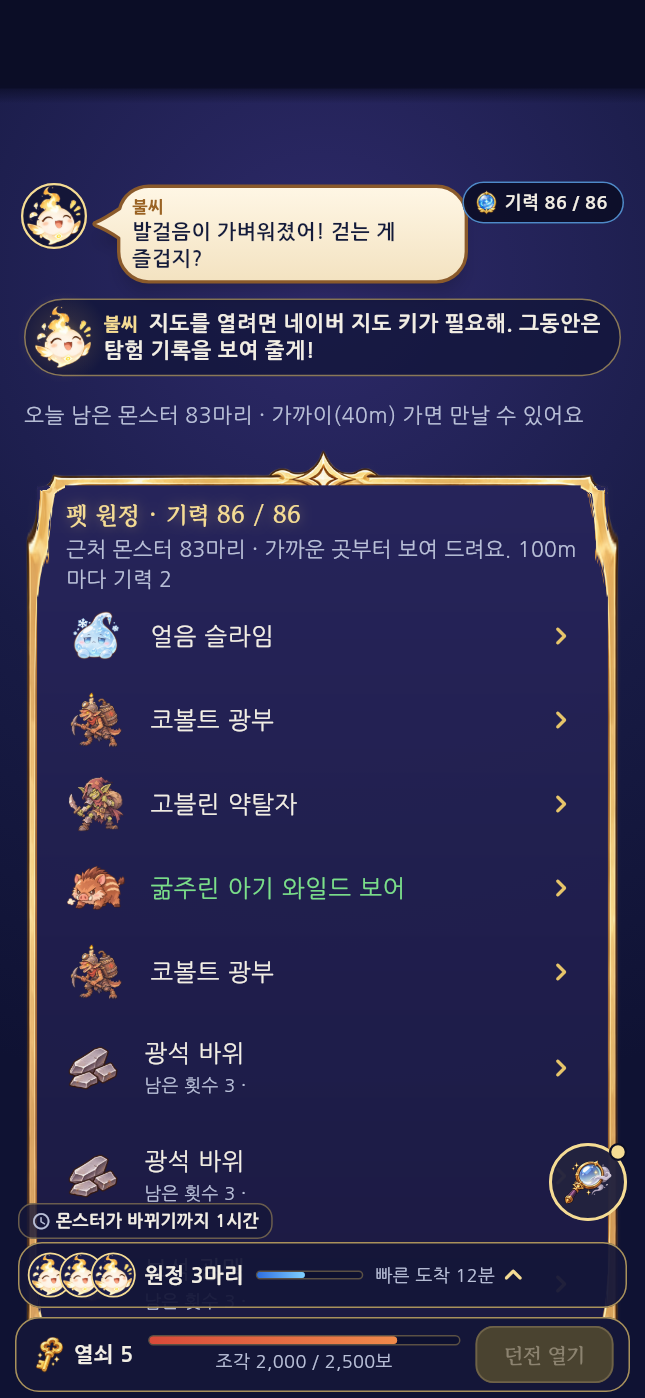 불씨
발걸음이 가벼워졌어! 걷는 게
즐겁지?
기력 86 / 86
불씨 지도를 열려면 네이버 지도 키가 필요해. 그동안은
탐험 기록을 보여 줄게!
오늘 남은 몬스터 83마리 · 가까이(40m) 가면 만날 수 있어요
펫 원정 · 기력 86 / 86
근처 몬스터 83마리 · 가까운 곳부터 보여 드려요. 100m
마다 기력 2
얼음 슬라임
코볼트 광부
고블린 약탈자
굶주린 아기 와일드 보어
코볼트 광부
광석 바위
남은 횟수 3 ·
광석 바위
남은 횟수 3 ·
몬스터가 바뀌기까지 1시간
원정 3마리
빠른 도착 12분
남은 횟수 3 ·
열쇠 5
조각 2,000 / 2,500보
던전 열기